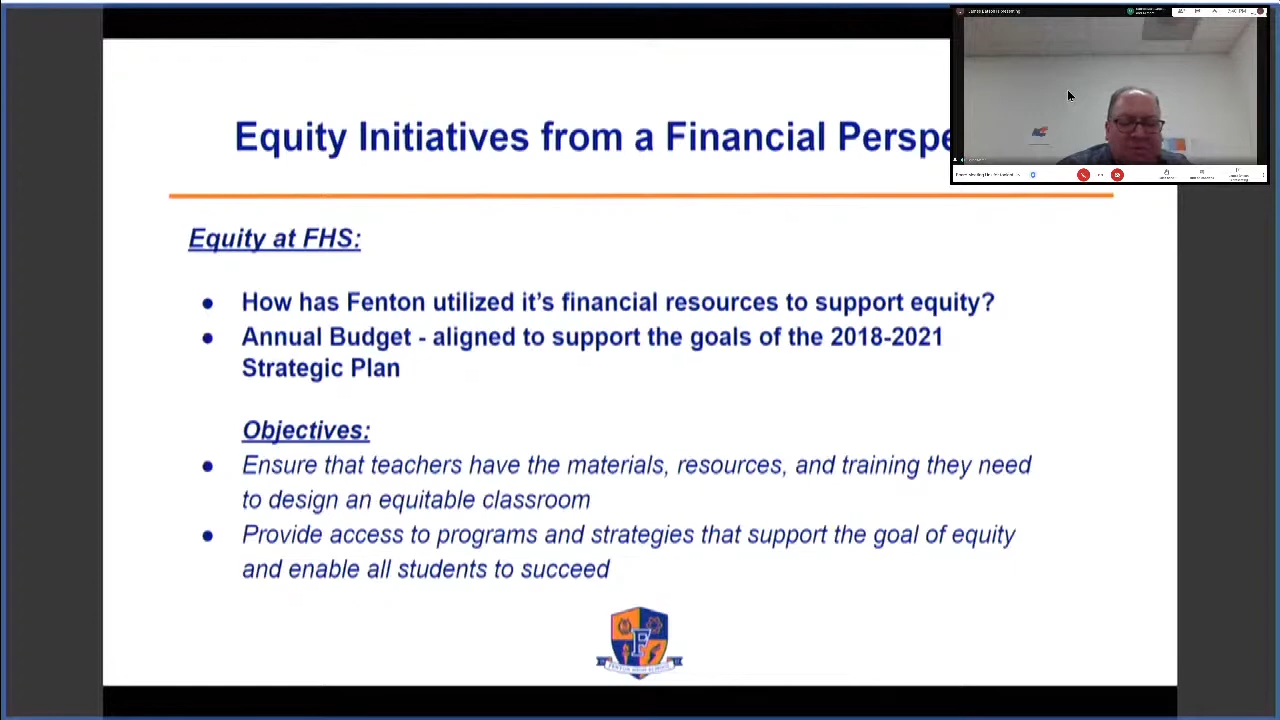 Equity Initiatives from a Financial Perspe
Equity at FHS:
● How has Fenton utilized it's financial resources to support equity?
● Annual Budget - aligned to support the goals of the 2018-2021
Strategic Plan
Objectives:
● Ensure that teachers have the materials, resources, and training they need
to design an equitable classroom
● Provide access to programs and strategies that support the goal of equity
and enable all students to succeed
F